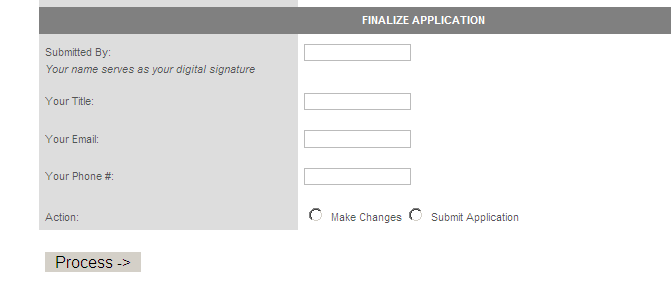 FINALIZE APPLICATION
Submitted By:
Your name serves as your digital signature
Your Title:
Your Email:
Your Phone #:
Action:
Make Changes Submit Application
Process ->